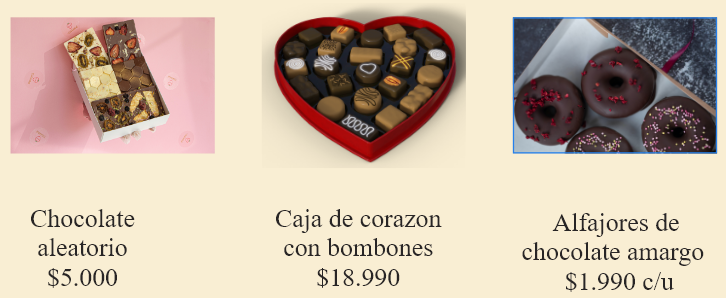 Chocolate
aleatorio
$5.000
Caja de corazon
con bombones
$18.990
Alfajores de
chocolate amargo
$1.990 c/u